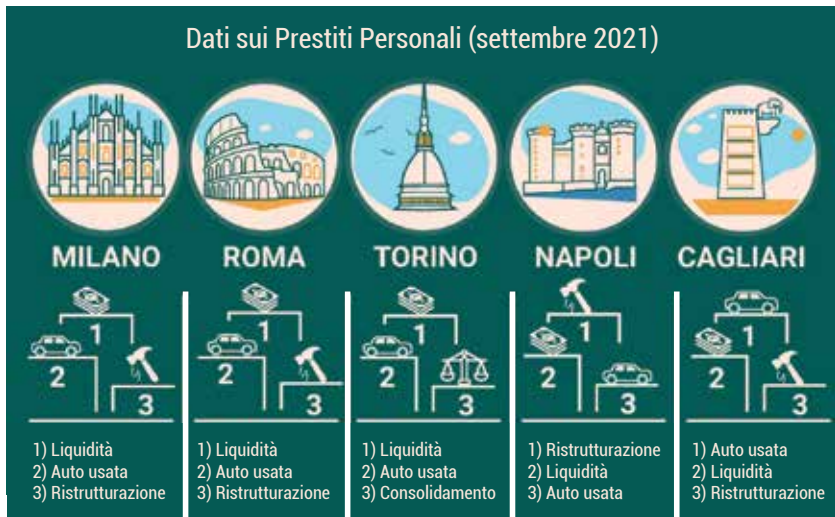 Dati sui Prestiti Personali (settembre 2021)
MILANO
ROMA
TORINO
NAPOLI
CAGLIARI
1
2
3
1
2
3
1
2
3
1
2
3
1
2
3
1) Liquidità
2) Auto usata
3) Ristrutturazione
1) Liquidità
2) Auto usata
3) Ristrutturazione
1) Liquidità
2) Auto usata
3) Consolidamento
1) Ristrutturazione
2) Liquidità
3) Auto usata
1) Auto usata
2) Liquidità
3) Ristrutturazione